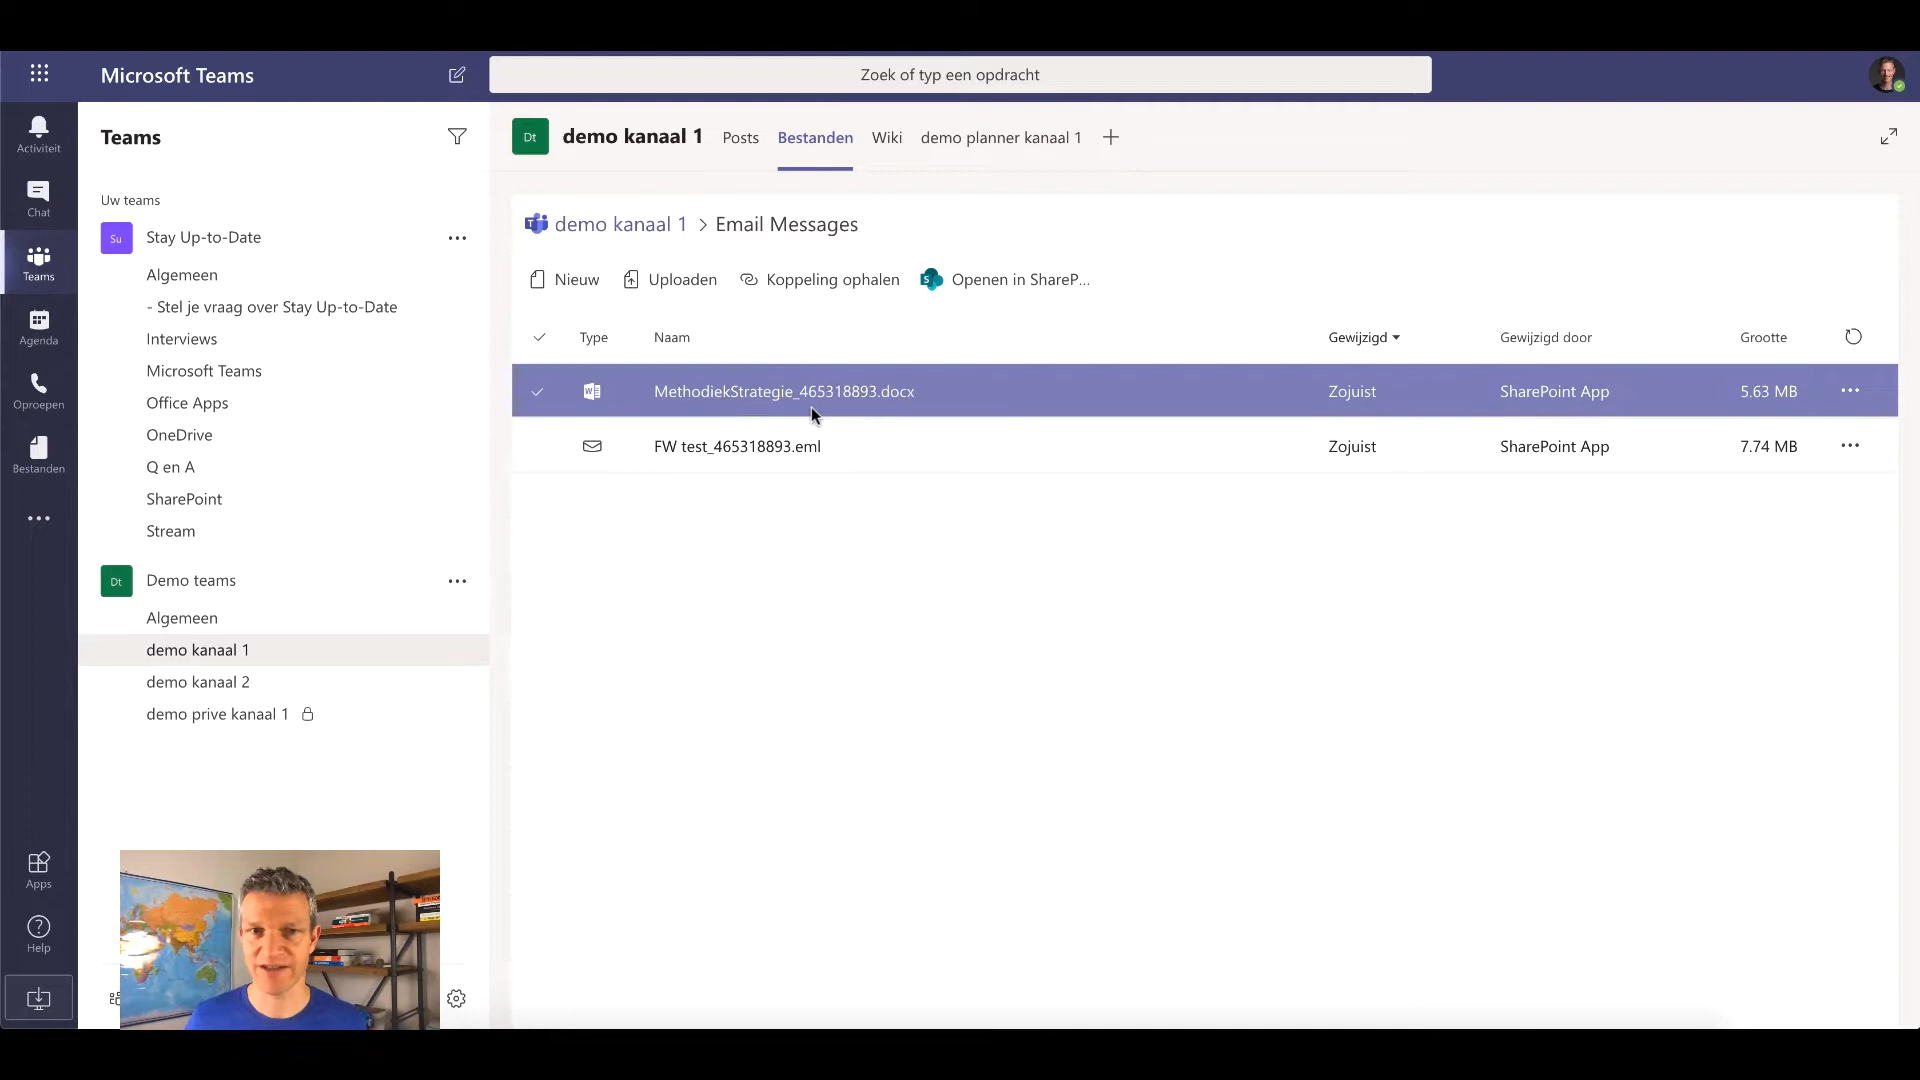 Microsoft Teams
Zoek of typ een opdracht
Activiteit
Chat
Teams
Agenda
Oproepen
Bestanden
Apps
Help
Teams
Uw teams
Su Stay Up-to-Date
Algemeen
- Stel je vraag over Stay Up-to-Date
Interviews
Microsoft Teams
Office Apps
OneDrive
Q en A
SharePoint
Stream
Dt Demo teams
Algemeen
demo kanaal 1
demo kanaal 2
demo prive kanaal 1
Dt demo kanaal 1 Posts Bestanden Wiki demo planner kanaal 1
demo kanaal 1 > Email Messages
Nieuw Uploaden Koppeling ophalen Openen in ShareP...
Type Naam Gewijzigd Gewijzigd door Grootte
MethodiekStrategie_465318893.docx Zojuist SharePoint App 5.63 MB
FW test_465318893.eml Zojuist SharePoint App 7.74 MB